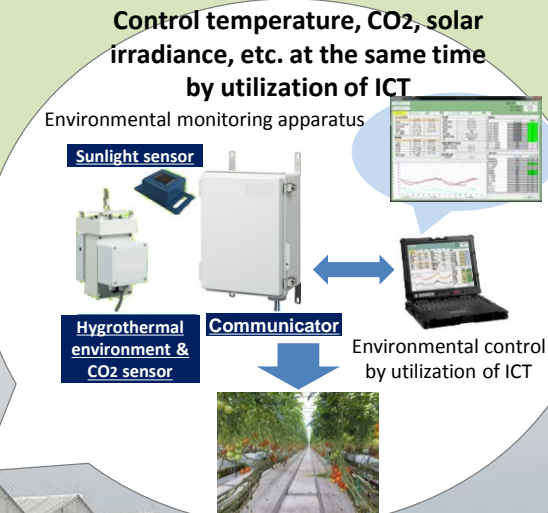 Control temperature, CO2, solar
irradiance, etc. at the same time
by utilization of ICT
Environmental monitoring apparatus
Sunlight sensor
Hygrothermal
environment &
CO2 sensor
Communicator
Environmental control
by utilization of ICT